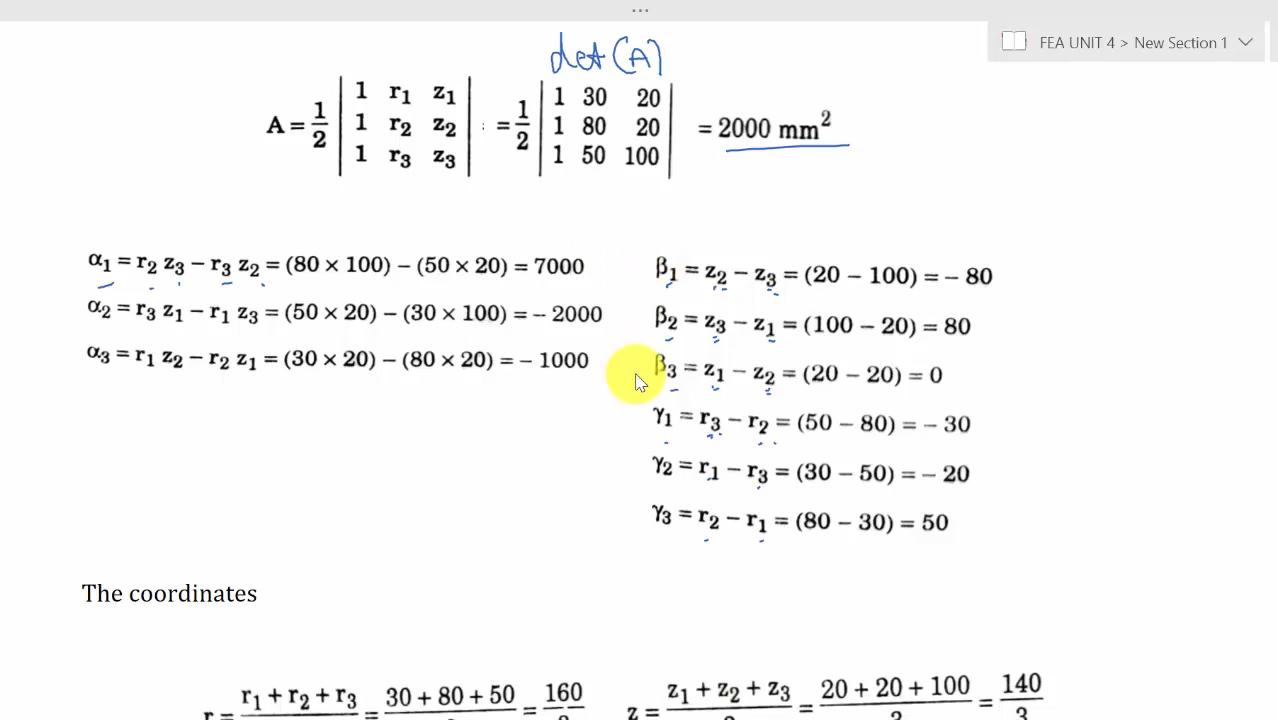 ...
FEA UNIT 4 > New Section 1
det(A)
A = 1/2 | 1 r₁ z₁ | = 1/2 | 1 30 20 | = 2000 mm²
1 r₂ z₂ 1 80 20
1 r₃ z₃ 1 50 100
α₁ = r₂ z₃ − r₃ z₂ = (80 × 100) − (50 × 20) = 7000
α₂ = r₃ z₁ − r₁ z₃ = (50 × 20) − (30 × 100) = − 2000
α₃ = r₁ z₂ − r₂ z₁ = (30 × 20) − (80 × 20) = − 1000
β₁ = z₂ − z₃ = (20 − 100) = − 80
β₂ = z₃ − z₁ = (100 − 20) = 80
β₃ = z₁ − z₂ = (20 − 20) = 0
γ₁ = r₃ − r₂ = (50 − 80) = − 30
γ₂ = r₁ − r₃ = (30 − 50) = − 20
γ₃ = r₂ − r₁ = (80 − 30) = 50
The coordinates
r = r₁ + r₂ + r₃ = 30 + 80 + 50 = 160
z = z₁ + z₂ + z₃ = 20 + 20 + 100 = 140 / 3